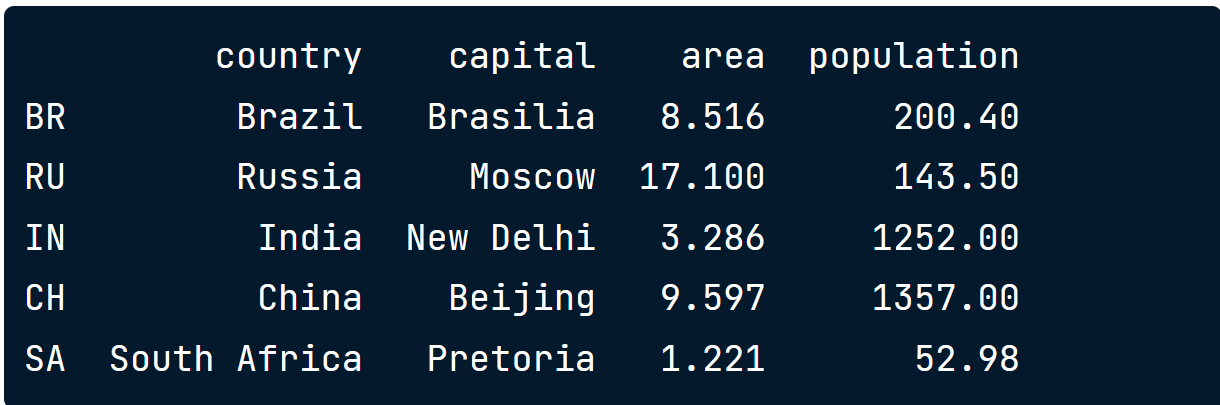 country capital area population
BR Brazil Brasilia 8.516 200.40
RU Russia Moscow 17.100 143.50
IN India New Delhi 3.286 1252.00
CH China Beijing 9.597 1357.00
SA South Africa Pretoria 1.221 52.98